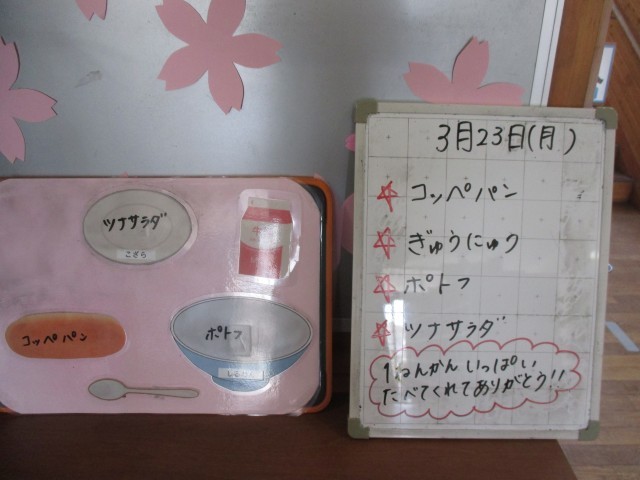 ツナサラダ
こざら
コッペパン
ポトフ
3月23日(月)
コッペパン
ぎゅうにゅう
ポトフ
ツナサラダ
1ねんかん いっぱい
たべてくれてありがとう!!